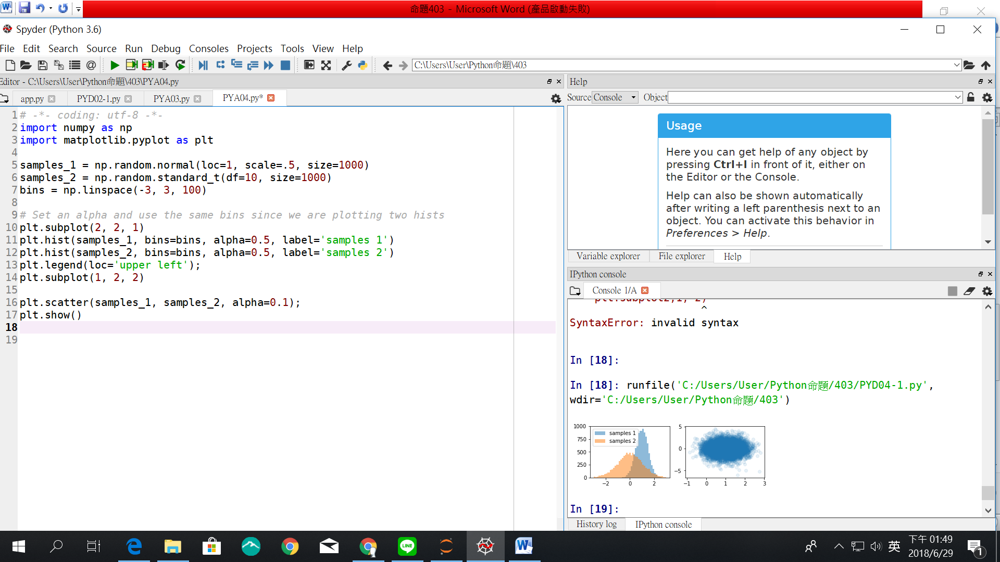 命題403 - Microsoft Word (產品啟動失敗)
Spyder (Python 3.6)
File Edit Search Source Run Debug Consoles Projects Tools View Help
C:\Users\User\Python命題\403
Editor - C:\Users\User\Python命題\403\PYA04.py
app.py PYD02-1.py PYA03.py PYA04.py*
1 # -*- coding: utf-8 -*-
2 import numpy as np
3 import matplotlib.pyplot as plt
4
5 samples_1 = np.random.normal(loc=1, scale=.5, size=1000)
6 samples_2 = np.random.standard_t(df=10, size=1000)
7 bins = np.linspace(-3, 3, 100)
8
9 # Set an alpha and use the same bins since we are plotting two hists
10 plt.subplot(2, 2, 1)
11 plt.hist(samples_1, bins=bins, alpha=0.5, label='samples 1')
12 plt.hist(samples_2, bins=bins, alpha=0.5, label='samples 2')
13 plt.legend(loc='upper left');
14 plt.subplot(1, 2, 2)
15
16 plt.scatter(samples_1, samples_2, alpha=0.1);
17 plt.show()
18
19
Help
Source Console Object
Usage
Here you can get help of any object by
pressing Ctrl+I in front of it, either on
the Editor or the Console.
Help can also be shown automatically
after writing a left parenthesis next to an
object. You can activate this behavior in
Preferences > Help.
Variable explorer File explorer Help
IPython console
Console 1/A
plt.subplot2,1, 2)
^
SyntaxError: invalid syntax
In [18]:
In [18]: runfile('C:/Users/User/Python命題/403/PYD04-1.py',
wdir='C:/Users/User/Python命題/403')
1000
750
500
250
0
samples 1
samples 2
−2 0 2
5
0
−5
−1 0 1 2 3
In [19]:
History log IPython console
LINE
英
下午 01:49
2018/6/29
1